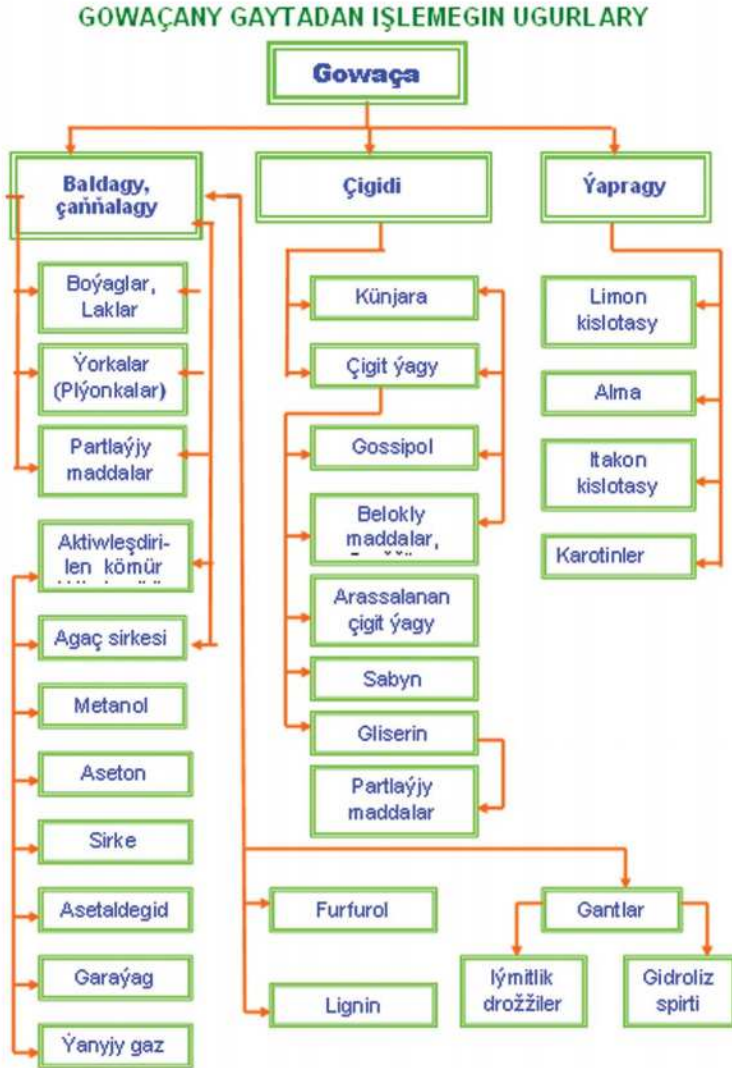 GOWAÇANY GAÝTADAN IŞLEMEGIŇ UGURLARY
Gowaça
Baldagy,
çaňňalagy
Çigidi
Ýapragy
Boýaglar,
Laklar
Ýorkalar
(Plýonkalar)
Partlaýjy
maddalar
Aktiwleşdiri-
len kömür
Agaç sirkesi
Metanol
Aseton
Sirke
Asetaldegid
Garaýag
Ýanyjy gaz
Künjara
Çigit ýagy
Gossipol
Belokly
maddalar,
Arassalanan
çigit ýagy
Sabyn
Gliserin
Partlaýjy
maddalar
Limon
kislotasy
Alma
Itakon
kislotasy
Karotinler
Furfurol
Lignin
Gantlar
Iýmitlik
drožžiler
Gidroliz
spirti